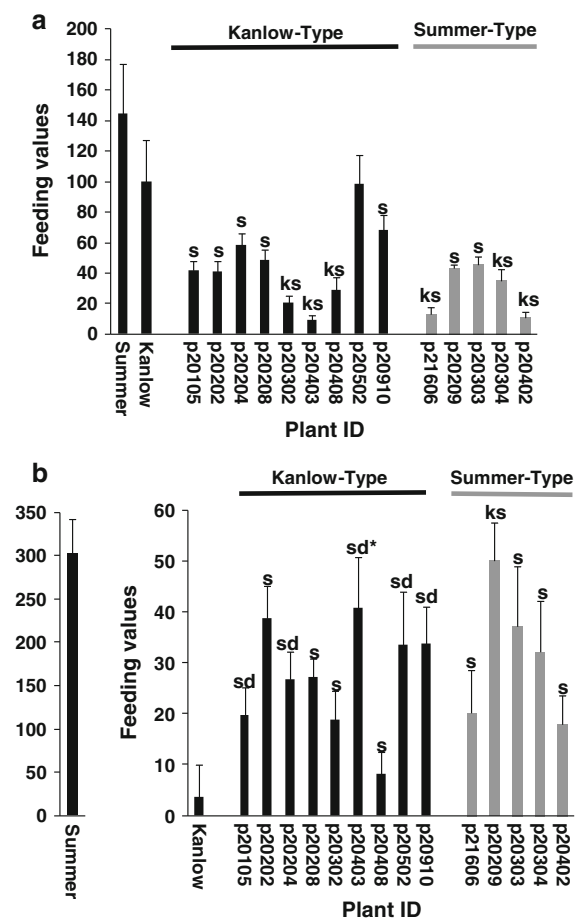 a
Kanlow-Type
Summer-Type
200
180
160
140
120
100
80
60
40
20
0
Feeding values
s
s
s
s
ks
ks
ks
s
ks
s
s
ks
ks
Summer
Kanlow
p20105
p20202
p20204
p20208
p20302
p20403
p20408
p20502
p20910
p21606
p20209
p20303
p20304
p20402
Plant ID
b
Kanlow-Type
Summer-Type
350
300
250
200
150
100
50
0
Summer
60
50
40
30
20
10
0
Feeding values
sd
s
sd
s
s
sd*
s
sd
sd
s
ks
s
s
s
Kanlow
p20105
p20202
p20204
p20208
p20302
p20403
p20408
p20502
p20910
p21606
p20209
p20303
p20304
p20402
Plant ID